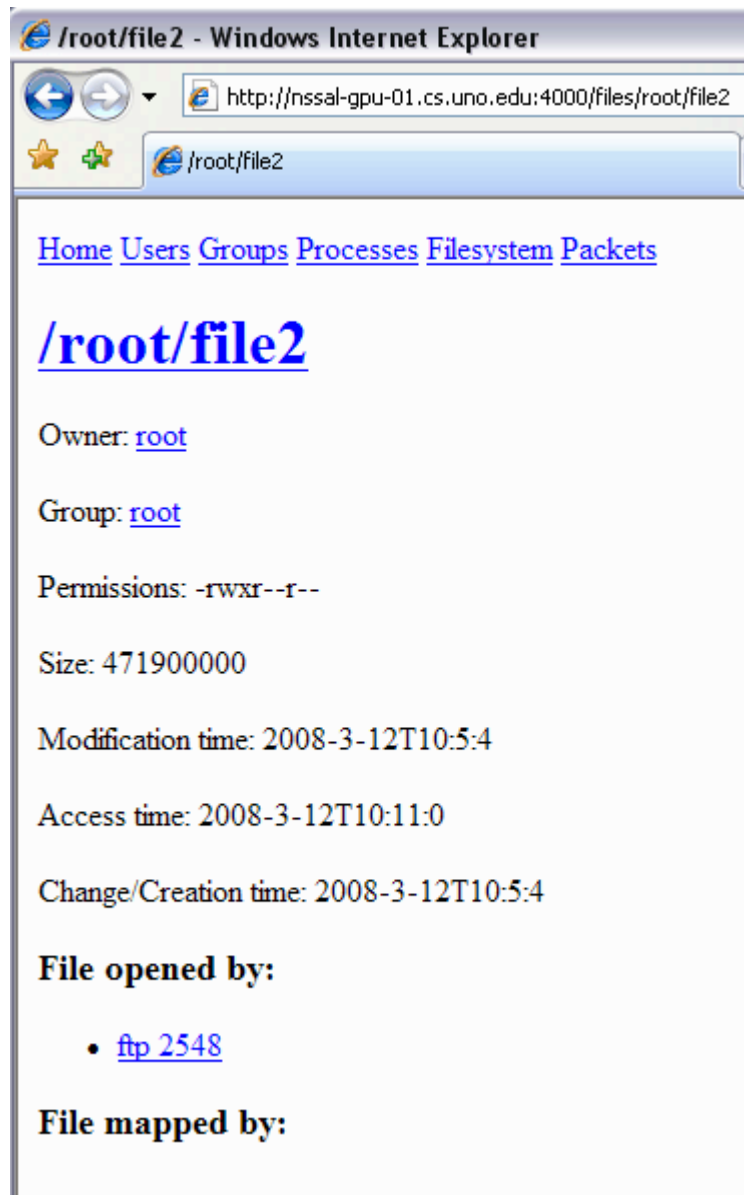 /root/file2 - Windows Internet Explorer
http://nssal-gpu-01.cs.uno.edu:4000/files/root/file2
/root/file2
Home Users Groups Processes Filesystem Packets
/root/file2
Owner: root
Group: root
Permissions: -rwxr--r--
Size: 471900000
Modification time: 2008-3-12T10:5:4
Access time: 2008-3-12T10:11:0
Change/Creation time: 2008-3-12T10:5:4
File opened by:
• ftp 2548
File mapped by: